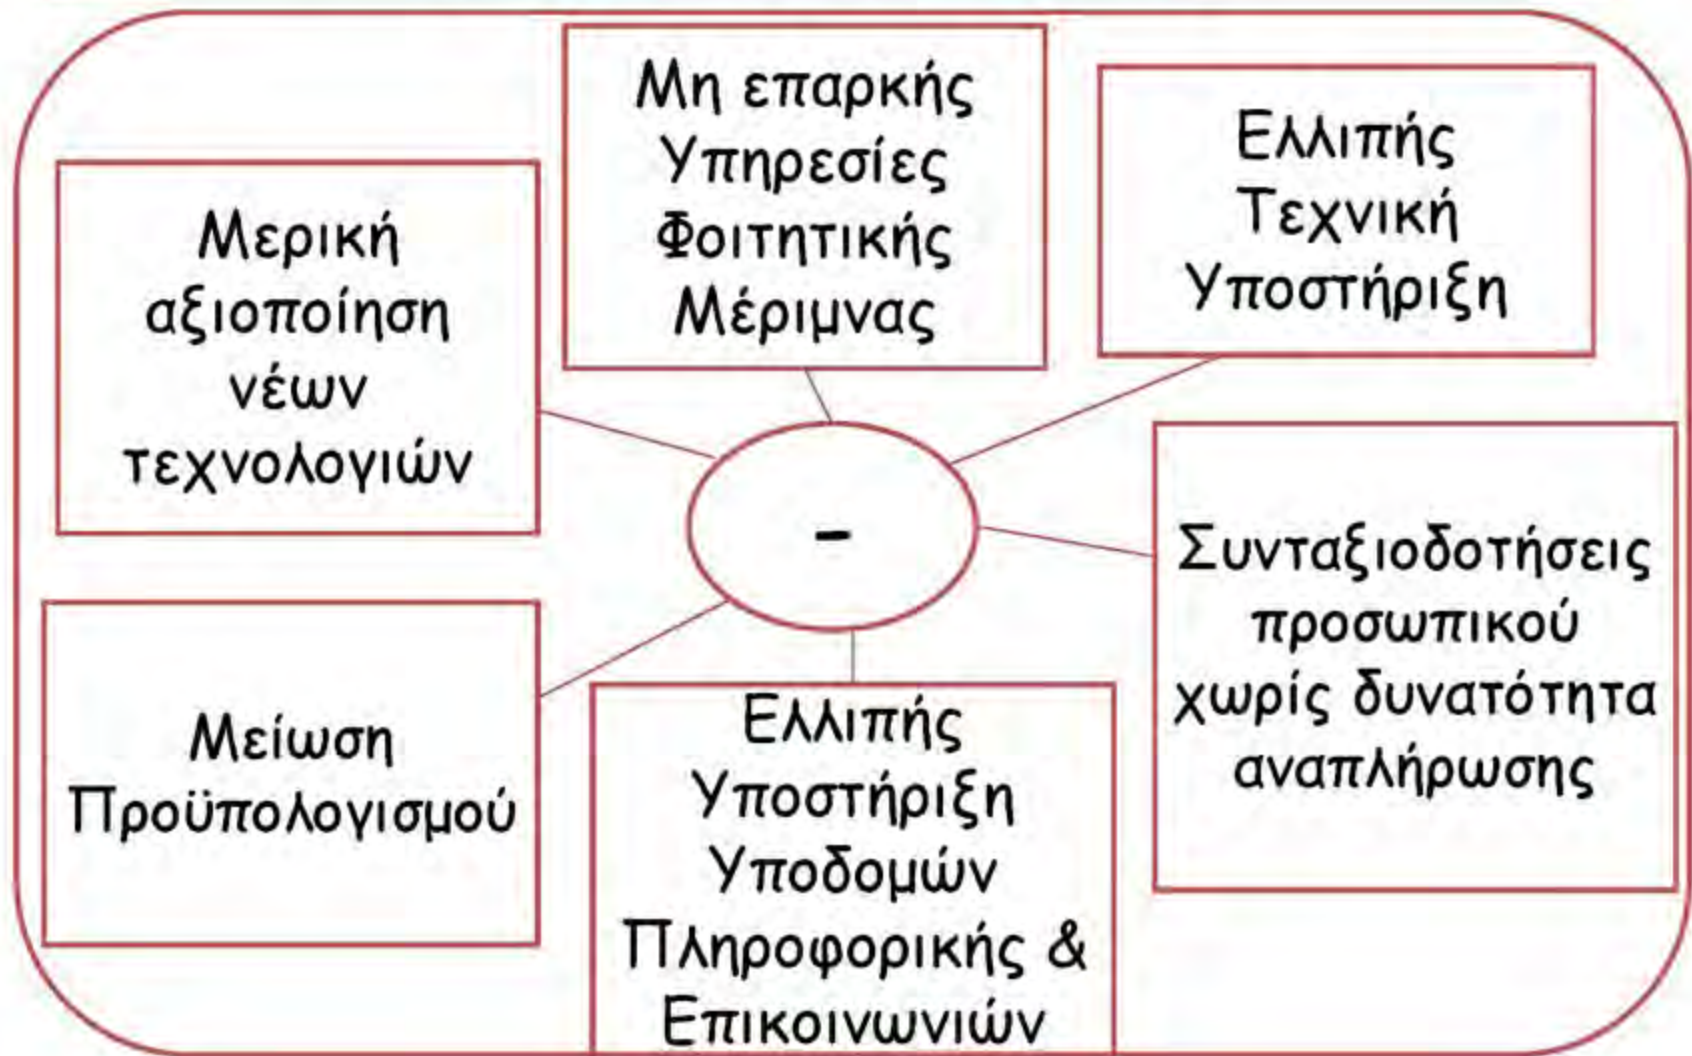 Μη επαρκής
Υπηρεσίες
Φοιτητικής
Μέριμνας
Ελλιπής
Τεχνική
Υποστήριξη
Μερική
αξιοποίηση
νέων
τεχνολογιών
-
Συνταξιοδοτήσεις
προσωπικού
χωρίς δυνατότητα
αναπλήρωσης
Μείωση
Προϋπολογισμού
Ελλιπής
Υποστήριξη
Υποδομών
Πληροφορικής &
Επικοινωνιών